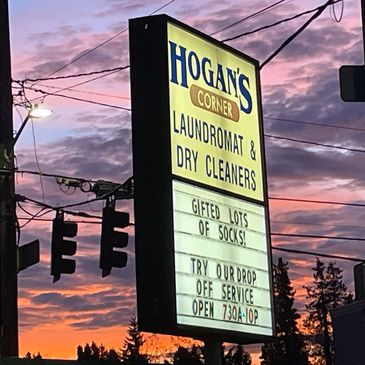 HOGAN'S
CORNER
LAUNDROMAT &
DRY CLEANERS
GIFTED LOTS
OF SOCKS!
TRY OUR DROP
OFF SERVICE
OPEN 730A-10P